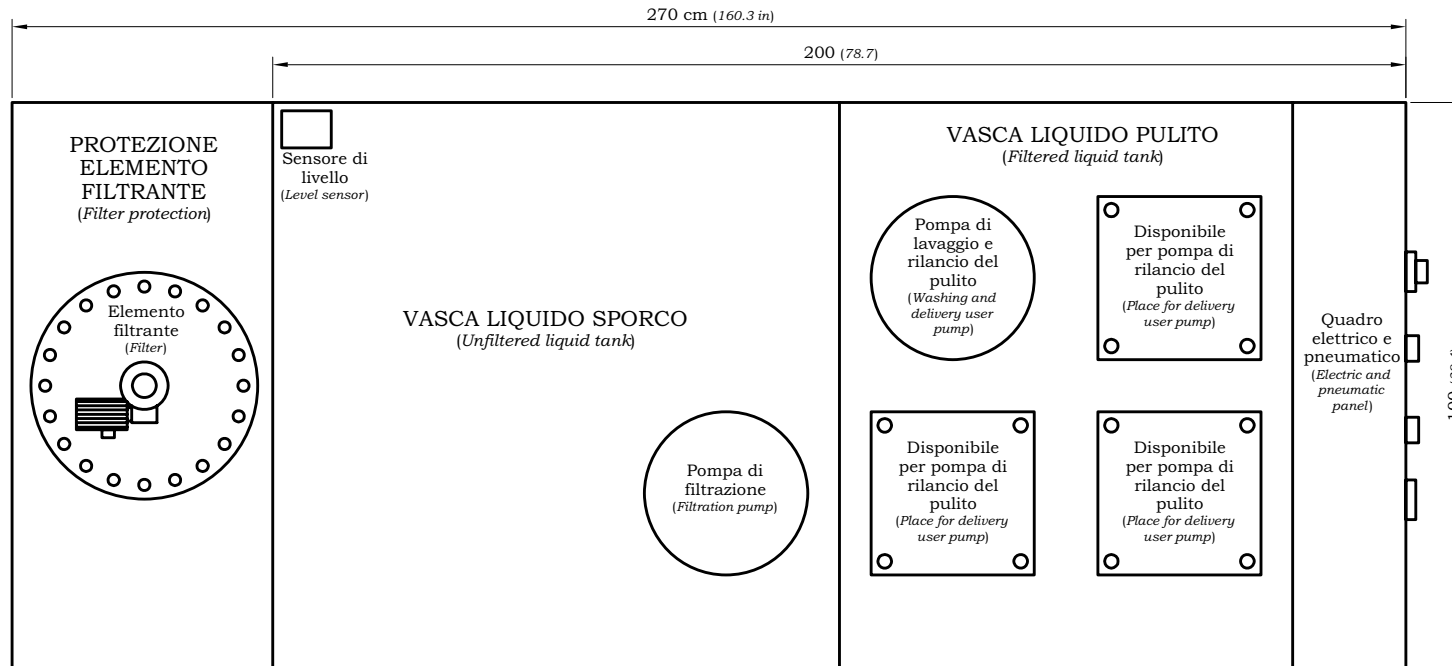 270 cm (160.3 in)
200 (78.7)
PROTEZIONE
ELEMENTO
FILTRANTE
(Filter protection)
Elemento
filtrante
(Filter)
Sensore di
livello
(Level sensor)
VASCA LIQUIDO SPORCO
(Unfiltered liquid tank)
Pompa di
filtrazione
(Filtration pump)
VASCA LIQUIDO PULITO
(Filtered liquid tank)
Pompa di
lavaggio e
rilancio del
pulito
(Washing and
delivery user
pump)
Disponibile
per pompa di
rilancio del
pulito
(Place for delivery
user pump)
Disponibile
per pompa di
rilancio del
pulito
(Place for delivery
user pump)
Disponibile
per pompa di
rilancio del
pulito
(Place for delivery
user pump)
Quadro
elettrico e
pneumatico
(Electric and
pneumatic
panel)